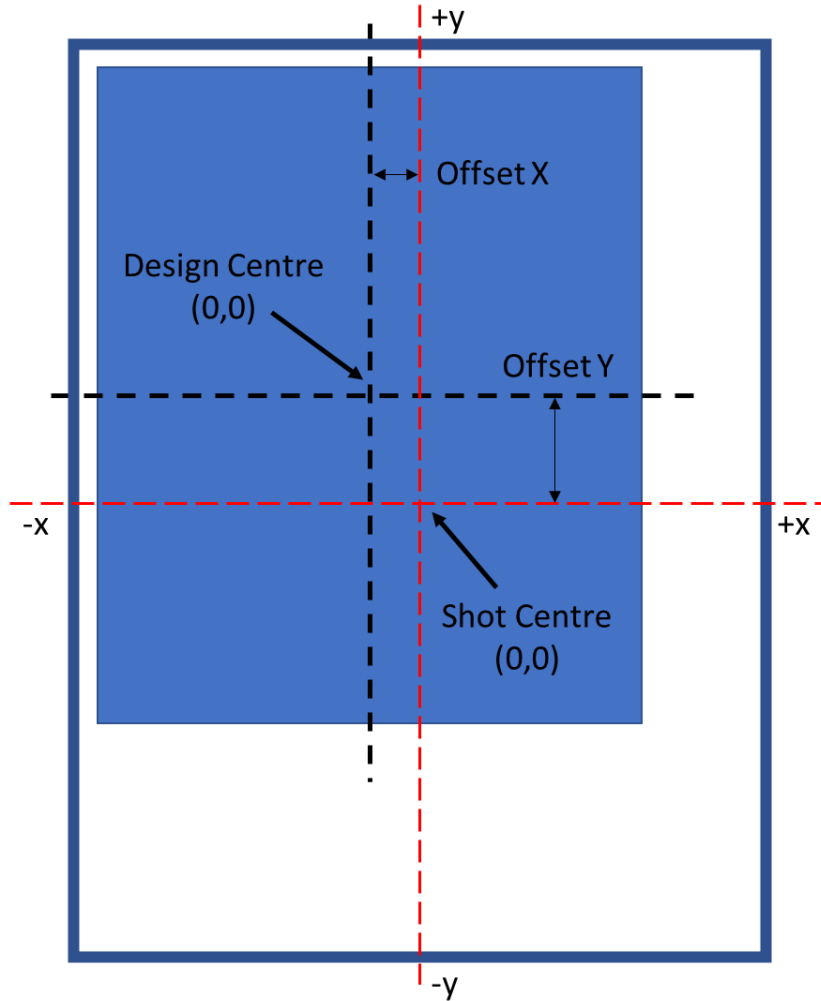 +y
Offset X
Design Centre
(0,0)
Offset Y
-x
+x
Shot Centre
(0,0)
-y